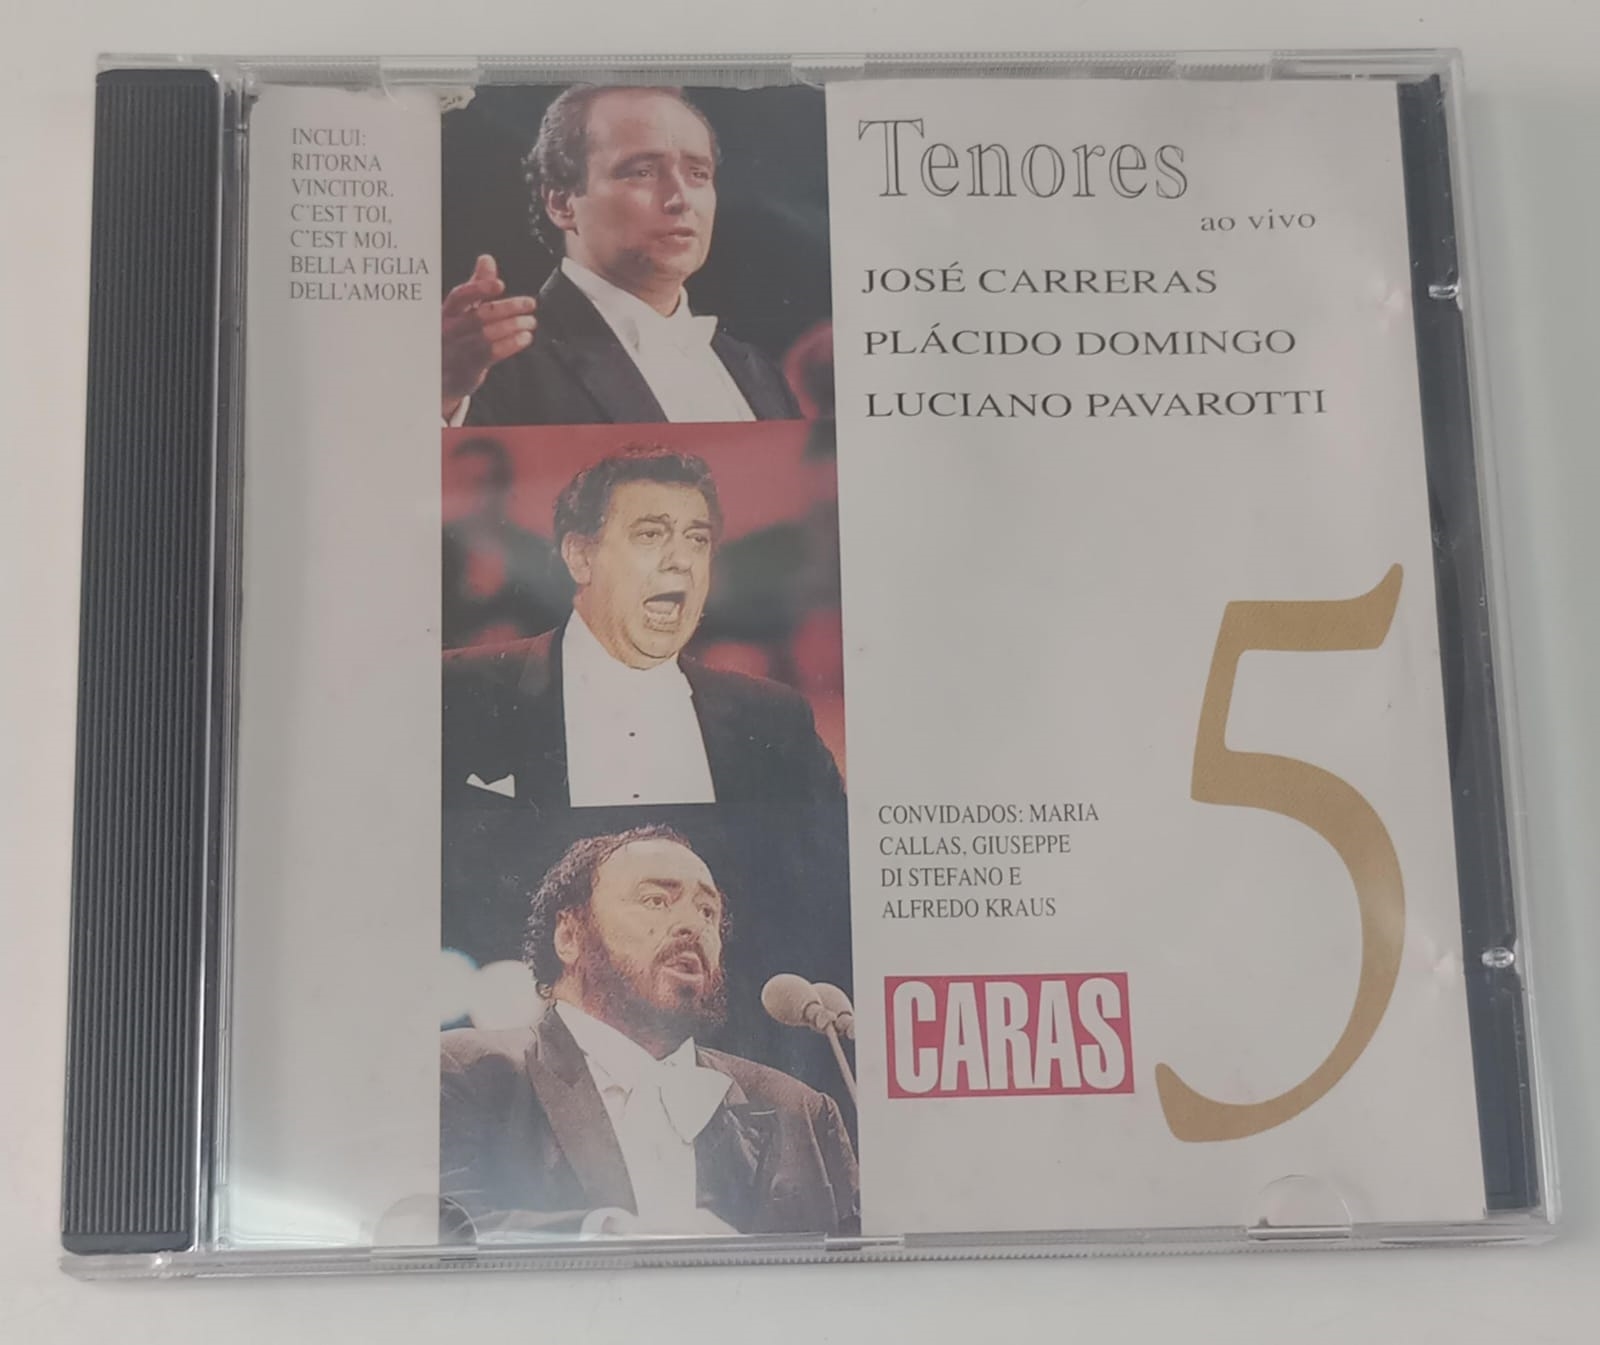 INCLUI:
RITORNA
VINCITOR.
C'EST TOI,
C'EST MOI.
BELLA FIGLIA
DELL'AMORE
Tenores
ao vivo
JOSÉ CARRERAS
PLÁCIDO DOMINGO
LUCIANO PAVAROTTI
5
CONVIDADOS: MARIA
CALLAS, GIUSEPPE
DI STEFANO E
ALFREDO KRAUS
CARAS